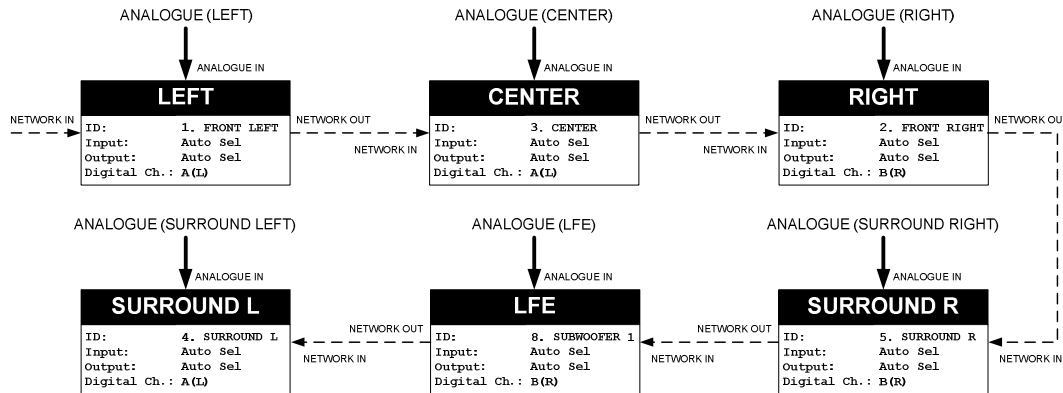 ANALOGUE (LEFT)
ANALOGUE (CENTER)
ANALOGUE (RIGHT)
ANALOGUE IN
ANALOGUE IN
ANALOGUE IN
LEFT
CENTER
RIGHT
NETWORK IN
NETWORK OUT
NETWORK IN
NETWORK OUT
NETWORK IN
NETWORK OU
ID: 1. FRONT LEFT
Input: Auto Sel
Output: Auto Sel
Digital Ch.: A(L)
ID: 3. CENTER
Input: Auto Sel
Output: Auto Sel
Digital Ch.: A(L)
ID: 2. FRONT RIGHT
Input: Auto Sel
Output: Auto Sel
Digital Ch.: B(R)
ANALOGUE (SURROUND LEFT)
ANALOGUE (LFE)
ANALOGUE (SURROUND RIGHT)
ANALOGUE IN
ANALOGUE IN
ANALOGUE IN
SURROUND L
LFE
SURROUND R
ID: 4. SURROUND L
Input: Auto Sel
Output: Auto Sel
Digital Ch.: A(L)
NETWORK OUT
NETWORK IN
ID: 8. SUBWOOFER 1
Input: Auto Sel
Output: Auto Sel
Digital Ch.: B(R)
NETWORK OUT
NETWORK IN
ID: 5. SURROUND R
Input: Auto Sel
Output: Auto Sel
Digital Ch.: B(R)
NETWORK IN